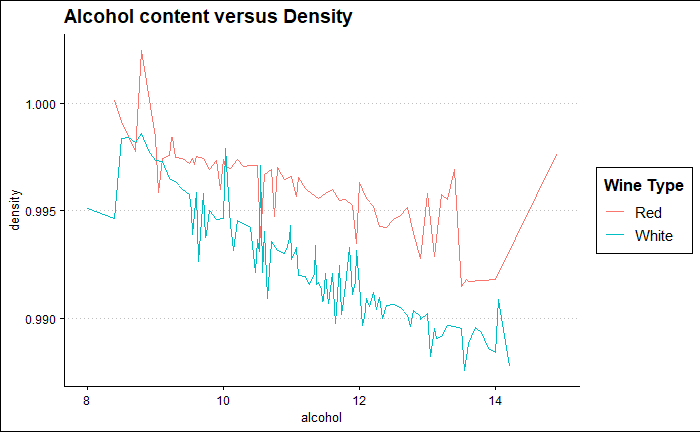 Alcohol content versus Density
1.000
0.995
0.990
density
8 10 12 14
alcohol
Wine Type
Red
White